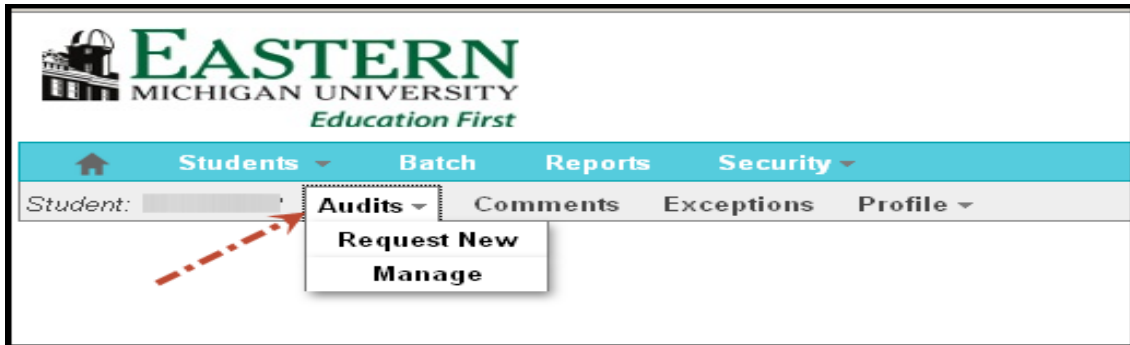 EASTERN
MICHIGAN UNIVERSITY
Education First
Students Batch Reports Security
Student: Audits Comments Exceptions Profile
Request New
Manage